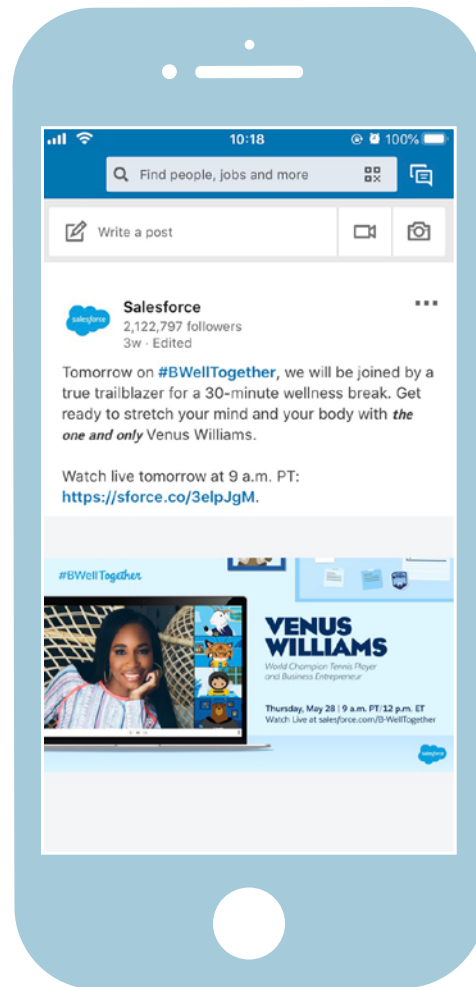 10:18
100%
Find people, jobs and more
Write a post
salesforce
Salesforce
2,122,797 followers
3w · Edited
Tomorrow on #BWellTogether, we will be joined by a
true trailblazer for a 30-minute wellness break. Get
ready to stretch your mind and your body with the
one and only Venus Williams.
Watch live tomorrow at 9 a.m. PT:
https://sforce.co/3elpJgM.
#BWellTogether
VENUS
WILLIAMS
World Champion Tennis Player
and Business Entrepreneur
Thursday, May 28 | 9 a.m. PT/12 p.m. ET
Watch Live at salesforce.com/B-WellTogether
salesforce